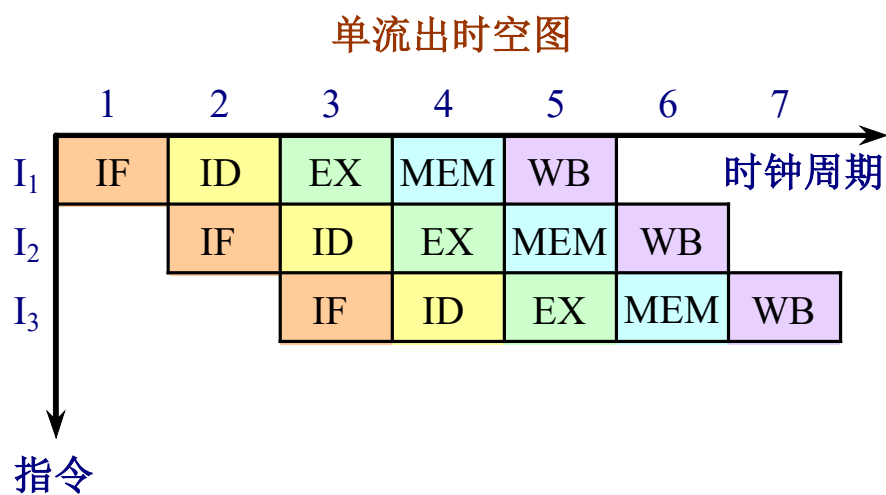 单流出时空图
1 2 3 4 5 6 7
I₁ IF ID EX MEM WB 时钟周期
I₂ IF ID EX MEM WB
I₃ IF ID EX MEM WB
指令